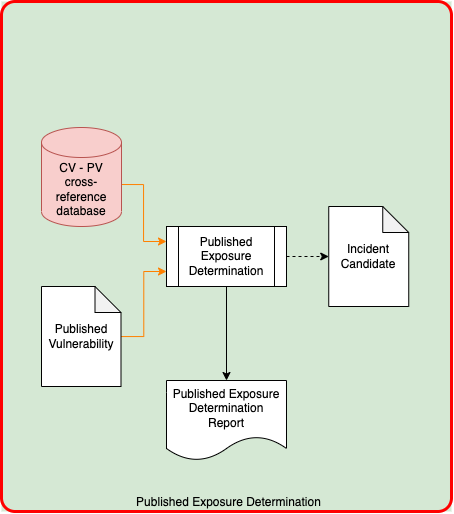 CV - PV
cross-
reference
database
Published
Exposure
Determination
Incident
Candidate
Published
Vulnerability
Published Exposure
Determination
Report
Published Exposure Determination